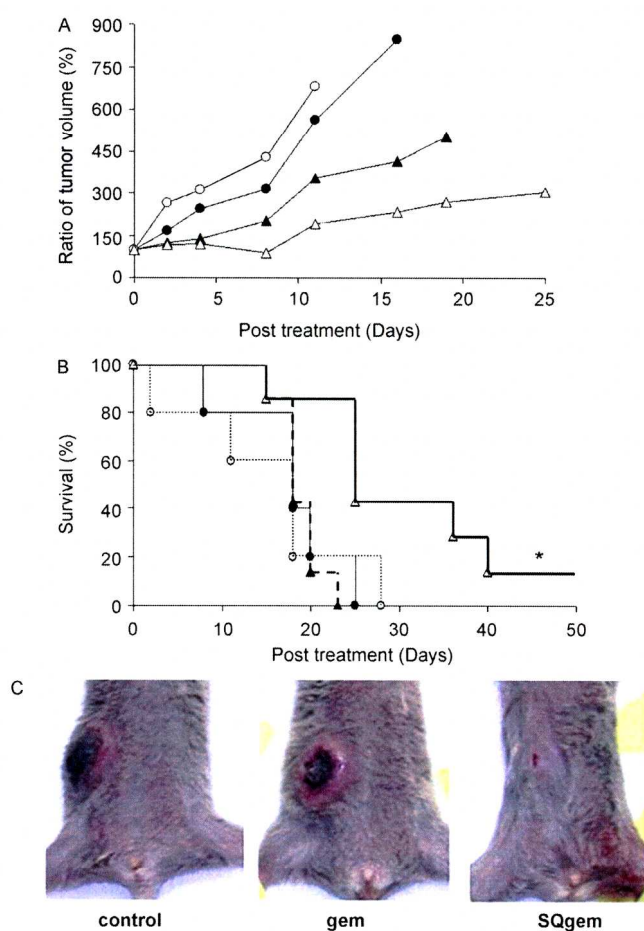 A
Ratio of tumor volume (%)
900
750
600
450
300
150
0
0 5 10 15 20 25
Post treatment (Days)
B
Survival (%)
100
80
60
40
20
0
*
0 10 20 30 40 50
Post treatment (Days)
C
control gem SQgem